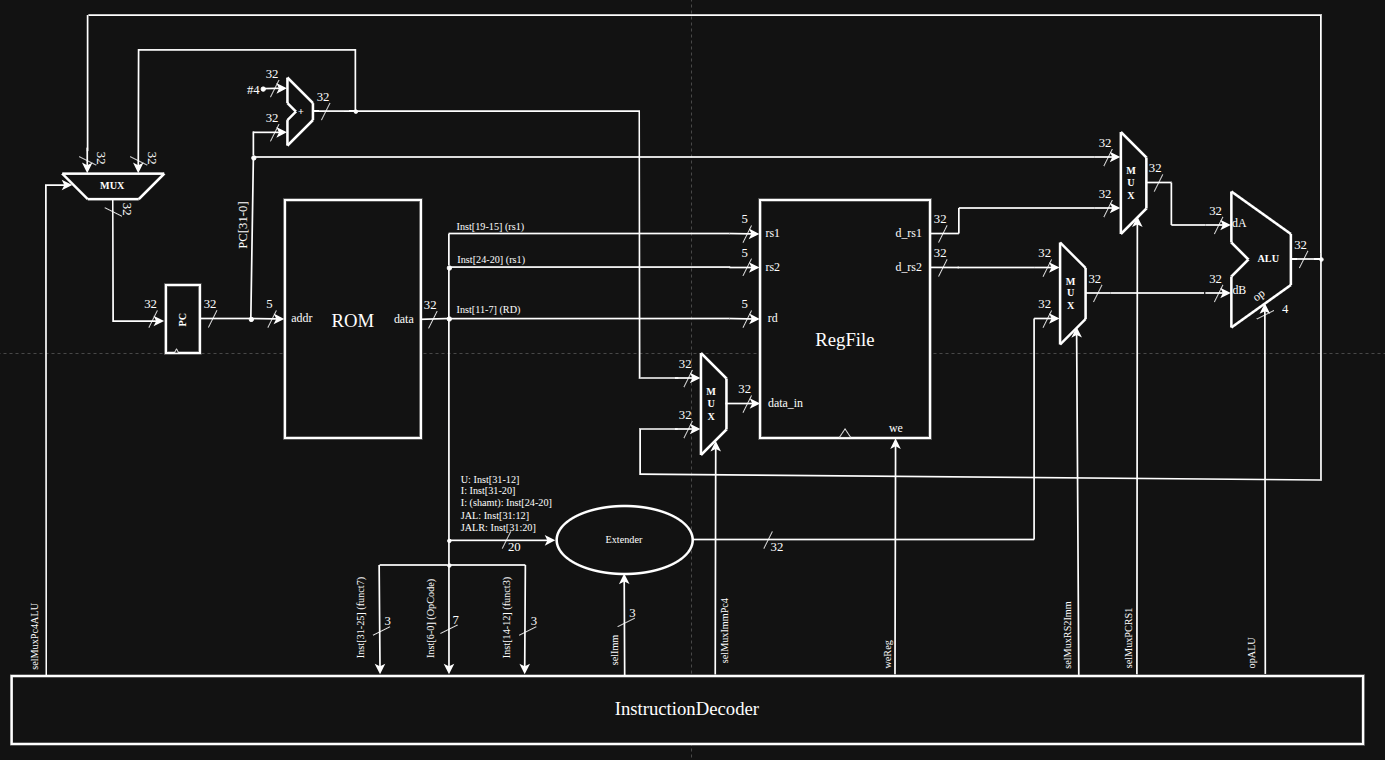 32
#4
+
32
32
32
32
MUX
32
PC[31-0]
32
PC
32
5
addr
ROM
data
32
Inst[19-15] (rs1)
Inst[24-20] (rs1)
Inst[11-7] (RD)
5
5
5
rs1
rs2
rd
d_rs1
d_rs2
RegFile
data_in
we
32
32
32
M
U
X
32
32
32
32
M
U
X
32
32
32
M
U
X
32
32
32
dA
dB
ALU
op
32
4
U: Inst[31-12]
I: Inst[31-20]
I: (shamt): Inst[24-20]
JAL: Inst[31:12]
JALR: Inst[31:20]
20
Extender
32
selMuxPc4ALU
Inst[31-25] (funct7)
3
Inst[6-0] (OpCode)
7
Inst[14-12] (funct3)
3
selImm
3
selMuxImmPc4
weReg
selMuxRS2Imm
selMuxPCRS1
opALU
InstructionDecoder